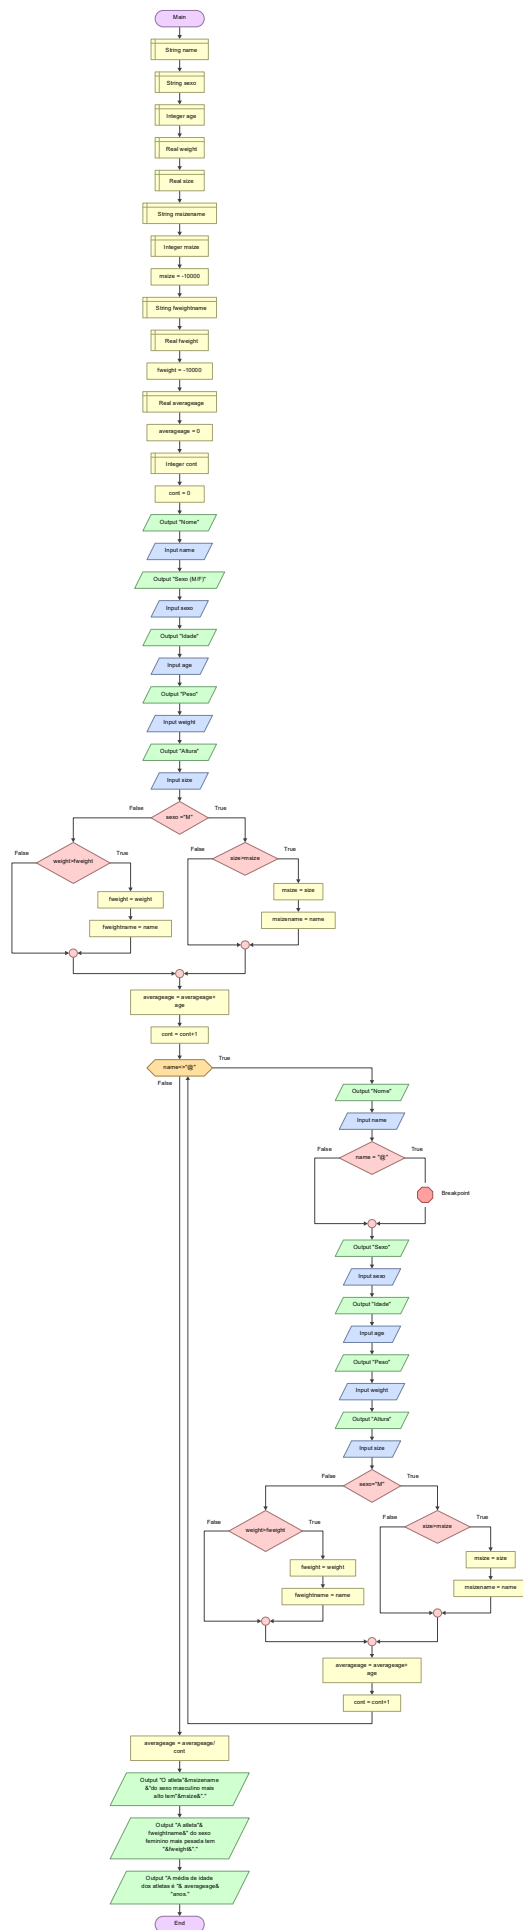 Main
String name
String sexo
Integer age
Real weight
Real size
String msizename
Integer msize
msize = -10000
String fweightname
Real fweight
fweight = -10000
Real averageage
averageage = 0
Integer cont
cont = 0
Output "Nome"
Input name
Output "Sexo (M/F)"
Input sexo
Output "Idade"
Input age
Output "Peso"
Input weight
Output "Altura"
Input size
False
True
sexo ="M"
False
True
weight>fweight
fweight = weight
fweightname = name
False
True
size>msize
msize = size
msizename = name
averageage = averageage+
age
cont = cont+1
name<>"@"
True
False
Output "Nome"
Input name
False
True
name = "@"
Breakpoint
Output "Sexo"
Input sexo
Output "Idade"
Input age
Output "Peso"
Input weight
Output "Altura"
Input size
False
True
sexo="M"
False
True
weight>fweight
fweight = weight
fweightname = name
False
True
size>msize
msize = size
msizename = name
averageage = averageage+
age
cont = cont+1
averageage = averageage/
cont
Output "O atleta"&msizename
&"do sexo masculino mais
alto tem"&msize&"."
Output "A atleta"&
fweightname&" do sexo
feminino mais pesada tem
"&fweight&"."
Output "A média de idade
dos atletas é "& averageage&
"anos."
End